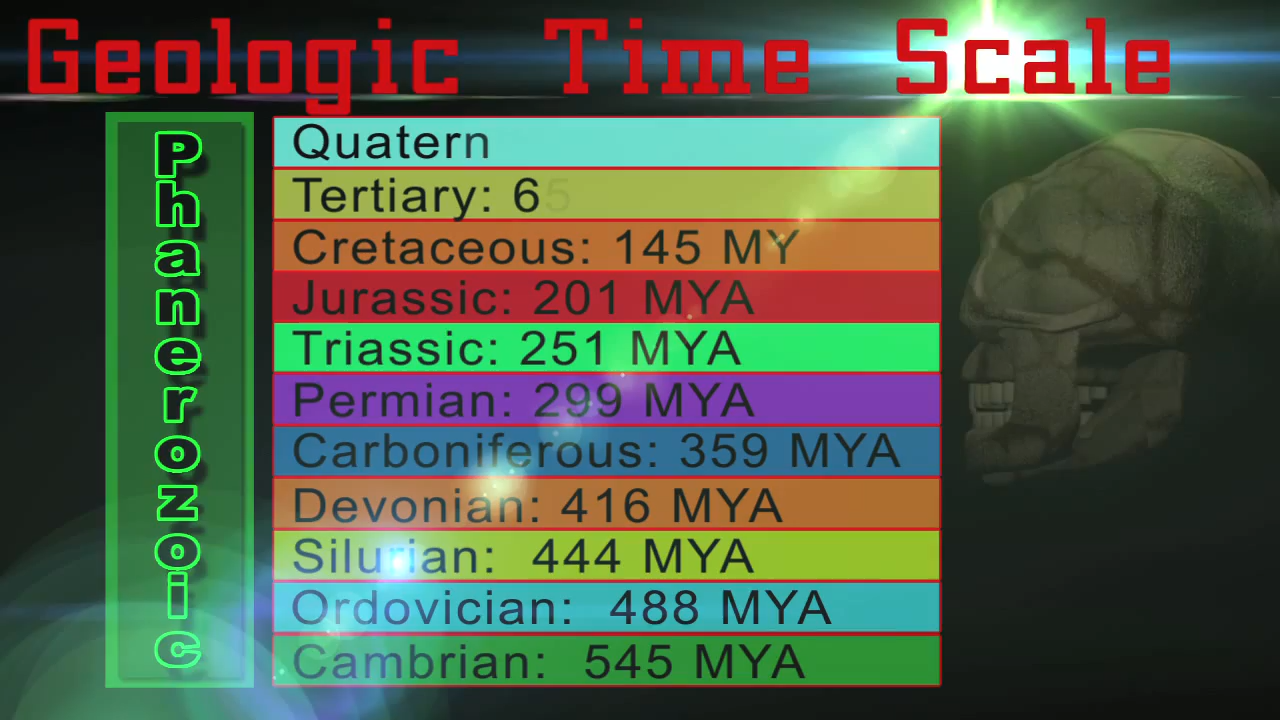 Geologic Time Scale
Phanerozoic
Quatern
Tertiary: 65
Cretaceous: 145 MY
Jurassic: 201 MYA
Triassic: 251 MYA
Permian: 299 MYA
Carboniferous: 359 MYA
Devonian: 416 MYA
Silurian: 444 MYA
Ordovician: 488 MYA
Cambrian: 545 MYA